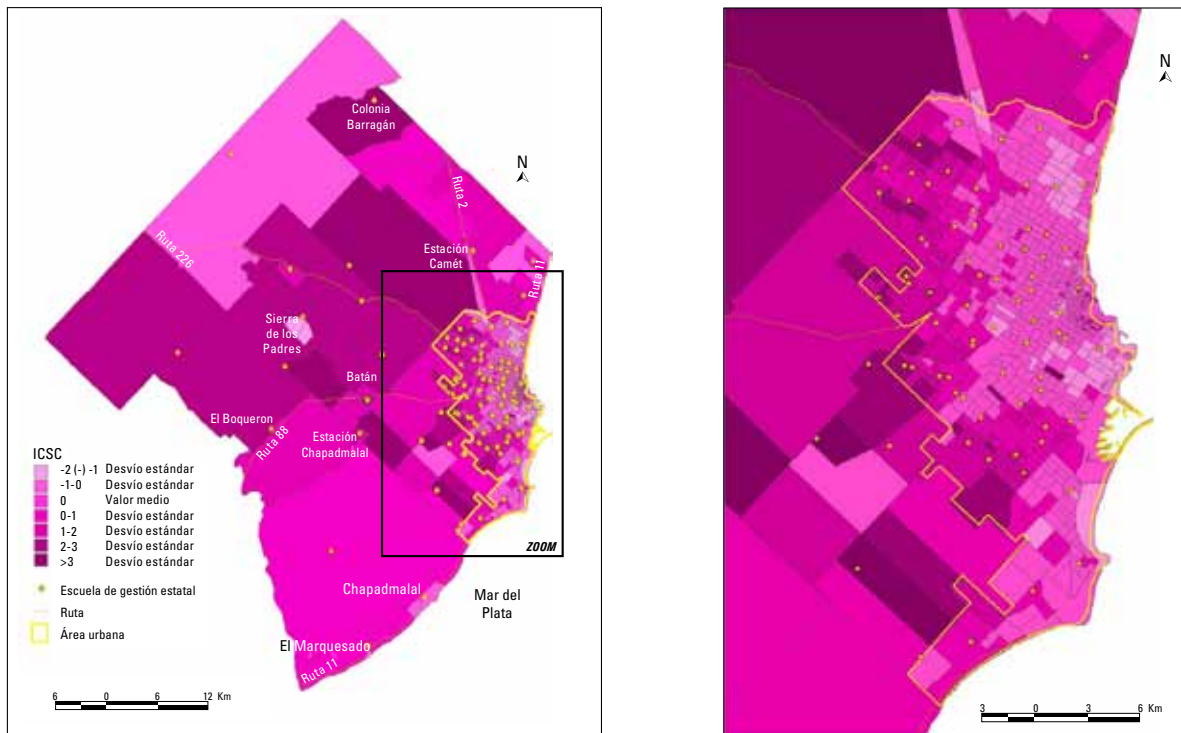 Colonia
Barragán
N
Ruta 2
Estación
Camét
Ruta 226
Ruta 11
Sierra
de los
Padres
Batán
El Boqueron
Ruta 88
Estación
Chapadmalal
ICSC
-2 (-) -1 Desvío estándar
-1-0 Desvío estándar
0 Valor medio
0-1 Desvío estándar
1-2 Desvío estándar
2-3 Desvío estándar
>3 Desvío estándar
Escuela de gestión estatal
Ruta
Área urbana
ZOOM
Chapadmalal
Mar del
Plata
El Marquesado
Ruta 11
6 0 6 12 Km
N
3 0 3 6
Km